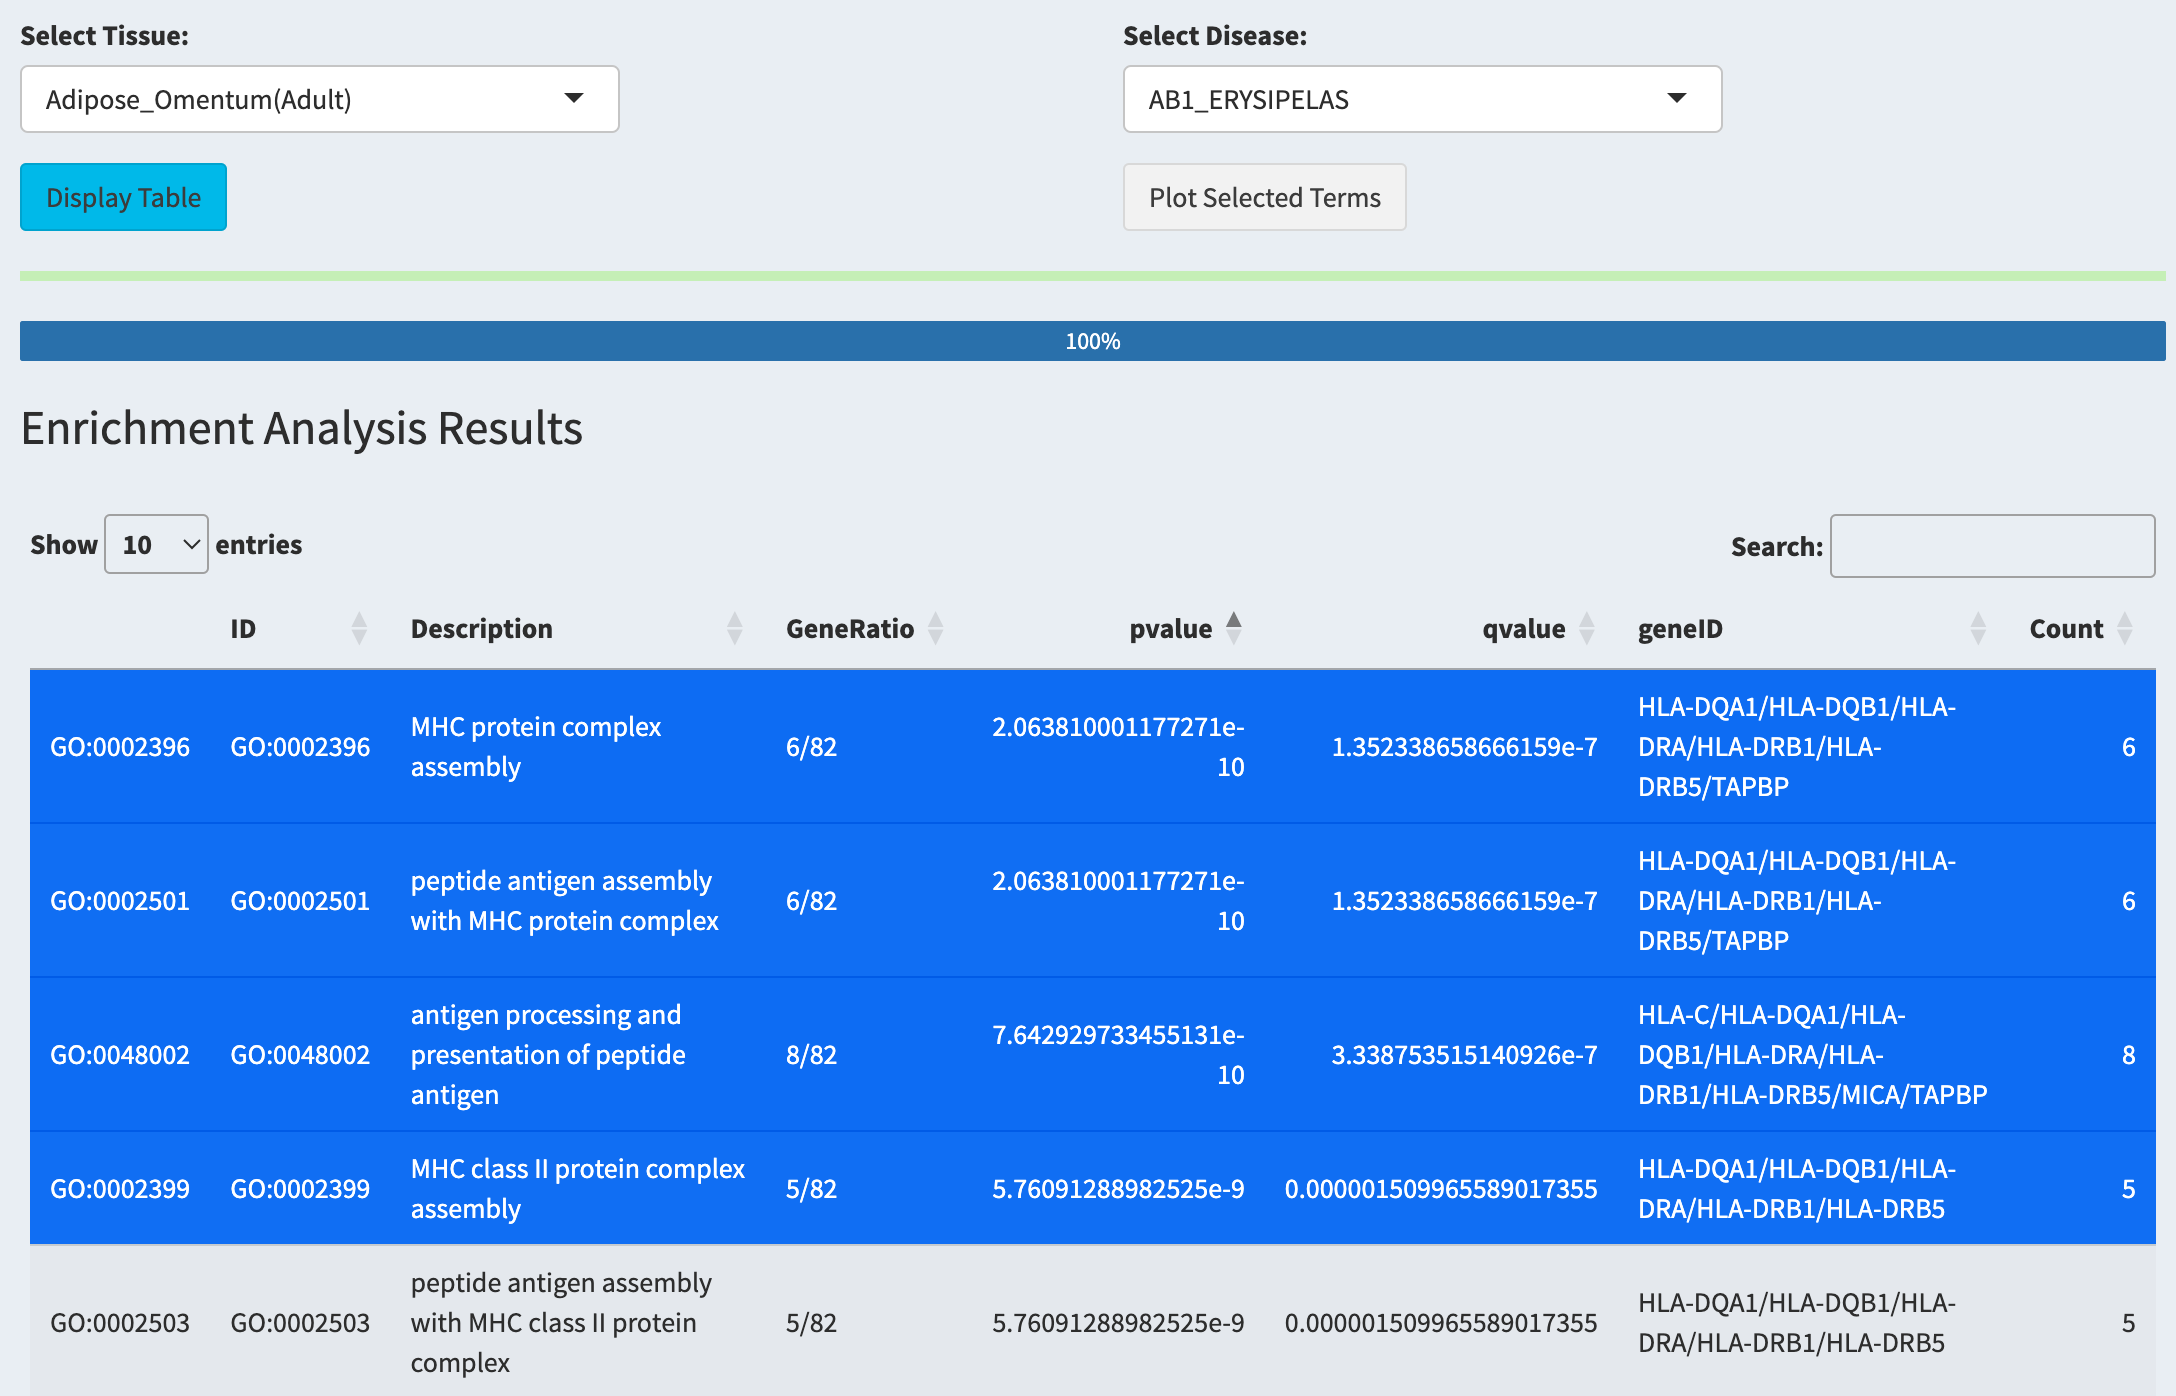 Select Tissue:
Select Disease:
Adipose_Omentum(Adult)
AB1_ERYSIPELAS
Display Table
Plot Selected Terms
100%
Enrichment Analysis Results
Show 10 entries
Search:
ID Description GeneRatio pvalue qvalue geneID Count
GO:0002396 GO:0002396 MHC protein complex assembly 6/82 2.063810001177271e-10 1.352338658666159e-7 HLA-DQA1/HLA-DQB1/HLA-DRA/HLA-DRB1/HLA-DRB5/TAPBP 6
GO:0002501 GO:0002501 peptide antigen assembly with MHC protein complex 6/82 2.063810001177271e-10 1.352338658666159e-7 HLA-DQA1/HLA-DQB1/HLA-DRA/HLA-DRB1/HLA-DRB5/TAPBP 6
GO:0048002 GO:0048002 antigen processing and presentation of peptide antigen 8/82 7.642929733455131e-10 3.338753515140926e-7 HLA-C/HLA-DQA1/HLA-DQB1/HLA-DRA/HLA-DRB1/HLA-DRB5/MICA/TAPBP 8
GO:0002399 GO:0002399 MHC class II protein complex assembly 5/82 5.76091288982525e-9 0.000001509965589017355 HLA-DQA1/HLA-DQB1/HLA-DRA/HLA-DRB1/HLA-DRB5 5
GO:0002503 GO:0002503 peptide antigen assembly with MHC class II protein complex 5/82 5.76091288982525e-9 0.000001509965589017355 HLA-DQA1/HLA-DQB1/HLA-DRA/HLA-DRB1/HLA-DRB5 5